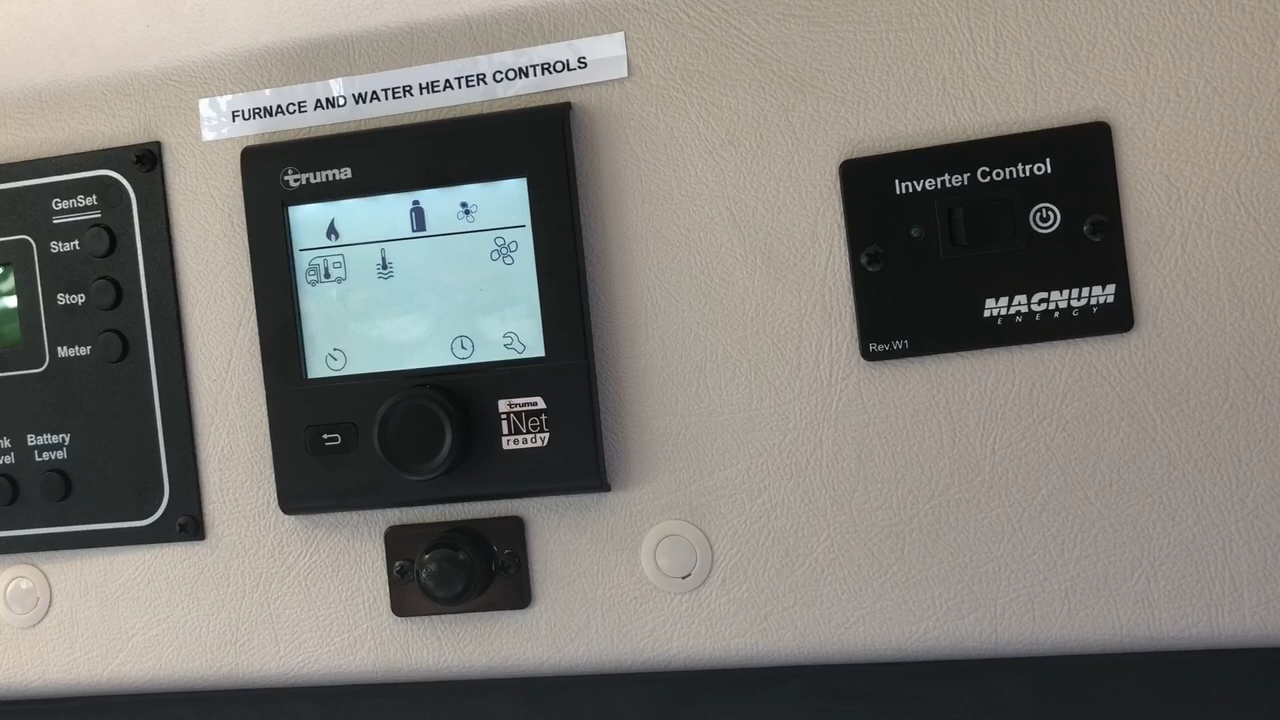 FURNACE AND WATER HEATER CONTROLS
truma
GenSet
Start
Stop
Meter
Battery
Level
truma
iNet
ready
Inverter Control
MAGNUM
ENERGY
Rev.W1